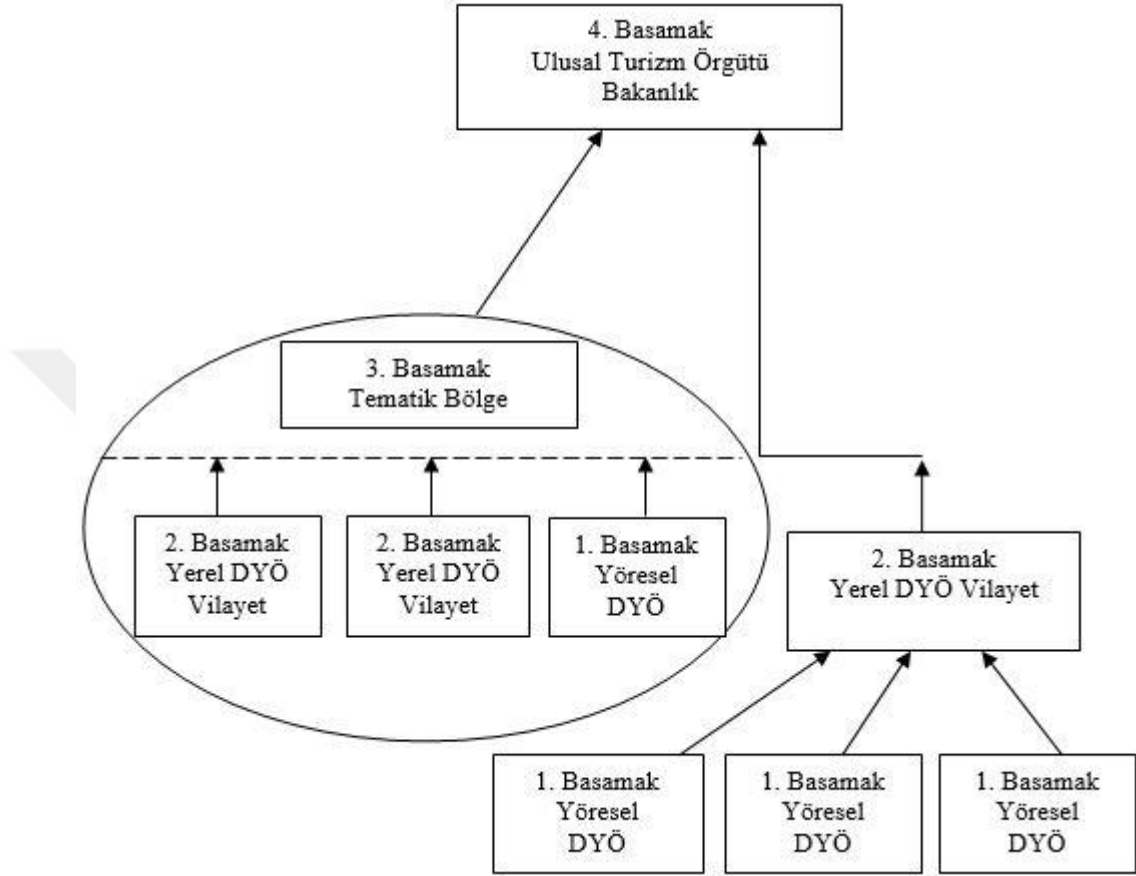 4. Basamak
Ulusal Turizm Örgütü
Bakanlık
3. Basamak
Tematik Bölge
2. Basamak
Yerel DYÖ
Vilayet
2. Basamak
Yerel DYÖ
Vilayet
1. Basamak
Yöresel
DYÖ
2. Basamak
Yerel DYÖ Vilayet
1. Basamak
Yöresel
DYÖ
1. Basamak
Yöresel
DYÖ
1. Basamak
Yöresel
DYÖ